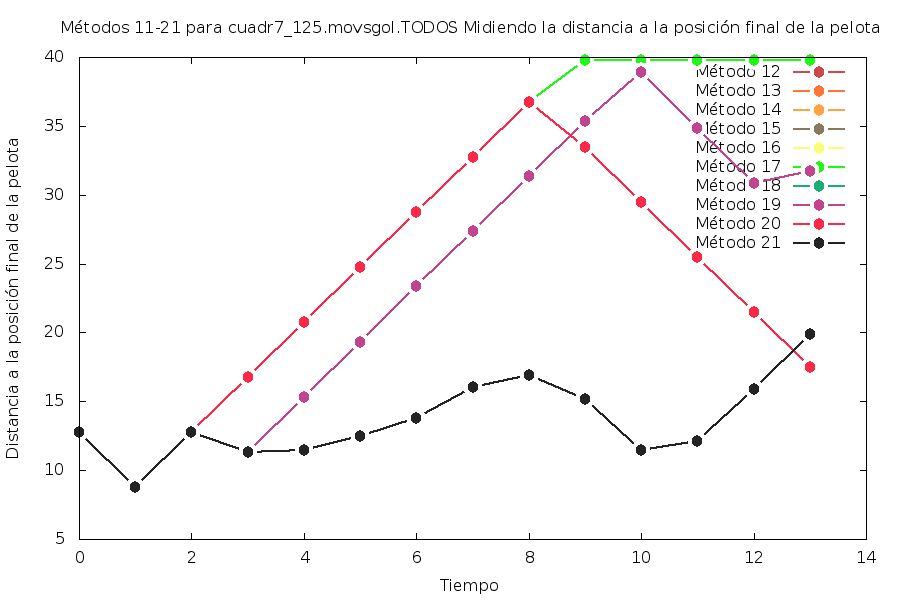 Métodos 11-21 para cuadr7_125.movsgol.TODOS Midiendo la distancia a la posición final de la pelota
Distancia a la posición final de la pelota
40
35
30
25
20
15
10
5
0 2 4 6 8 10 12 14
Tiempo
Método 12
Método 13
Método 14
Método 15
Método 16
Método 17
Método 18
Método 19
Método 20
Método 21